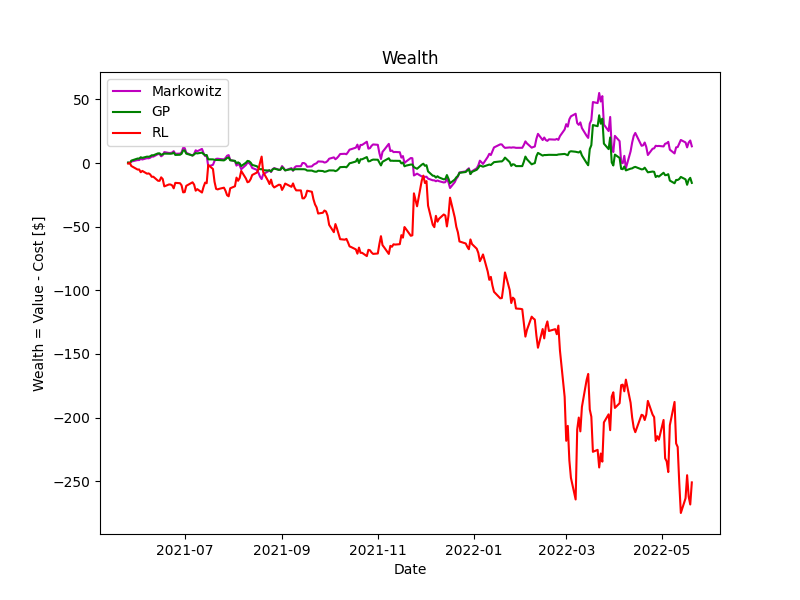 Wealth
Markowitz
GP
RL
50
0
−50
−100
−150
−200
−250
Wealth = Value - Cost [$]
2021-07
2021-09
2021-11
2022-01
2022-03
2022-05
Date